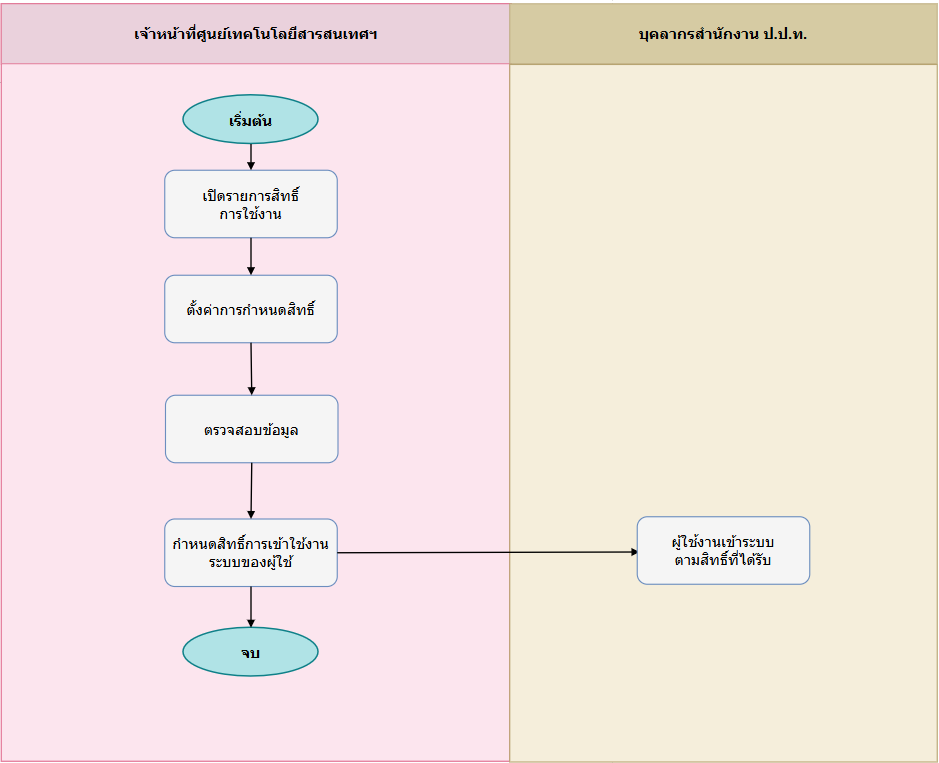 เจ้าหน้าที่ศูนย์เทคโนโลยีสารสนเทศฯ
บุคลากรสำนักงาน ป.ป.ท.
เริ่มต้น
เปิดรายการสิทธิ์
การใช้งาน
ตั้งค่าการกำหนดสิทธิ์
ตรวจสอบข้อมูล
กำหนดสิทธิ์การเข้าใช้งาน
ระบบของผู้ใช้
ผู้ใช้งานเข้าระบบ
ตามสิทธิ์ที่ได้รับ
จบ